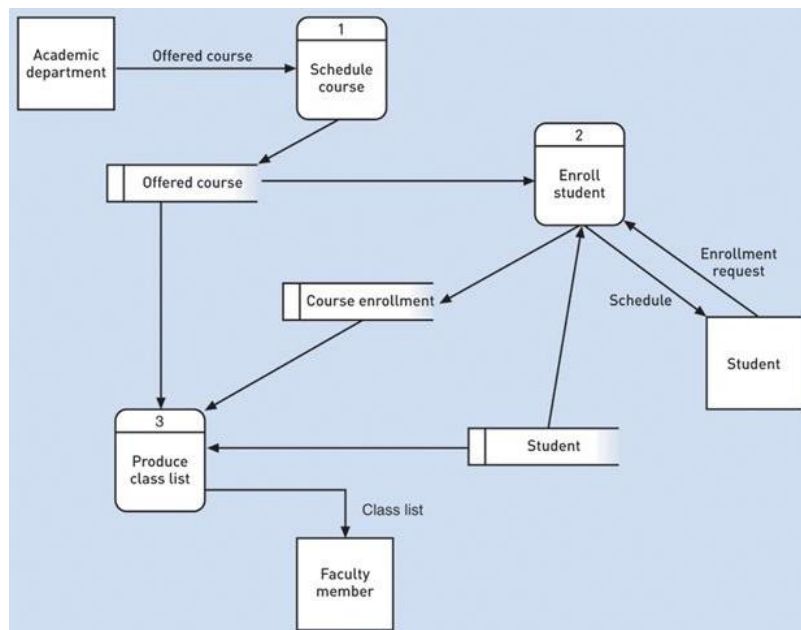 Academic
department
Offered course
1
Schedule
course
2
Enroll
student
Offered course
Enrollment
request
Course enrollment
Schedule
Student
3
Produce
class list
Student
Class list
Faculty
member